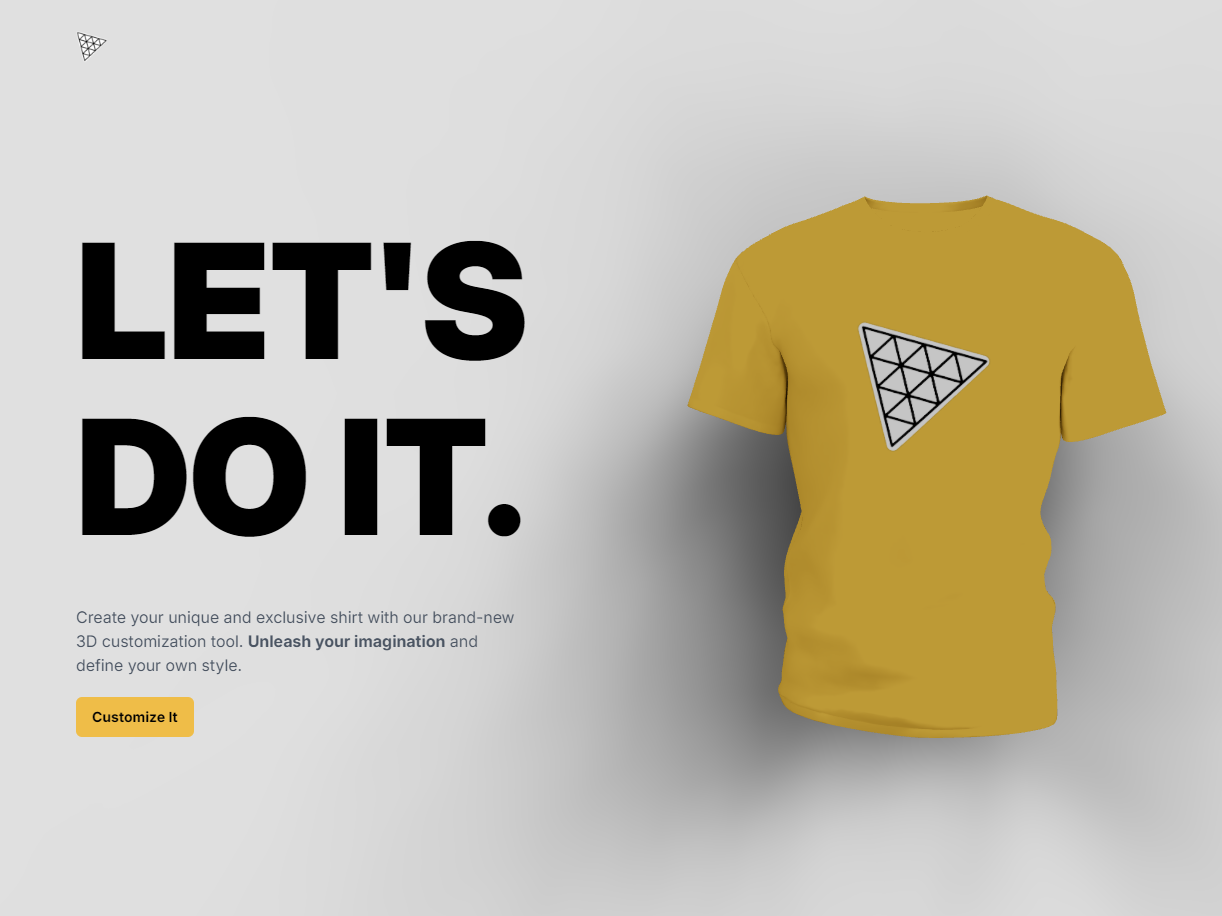 LET'S
DO IT.
Create your unique and exclusive shirt with our brand-new
3D customization tool. Unleash your imagination and
define your own style.
Customize It